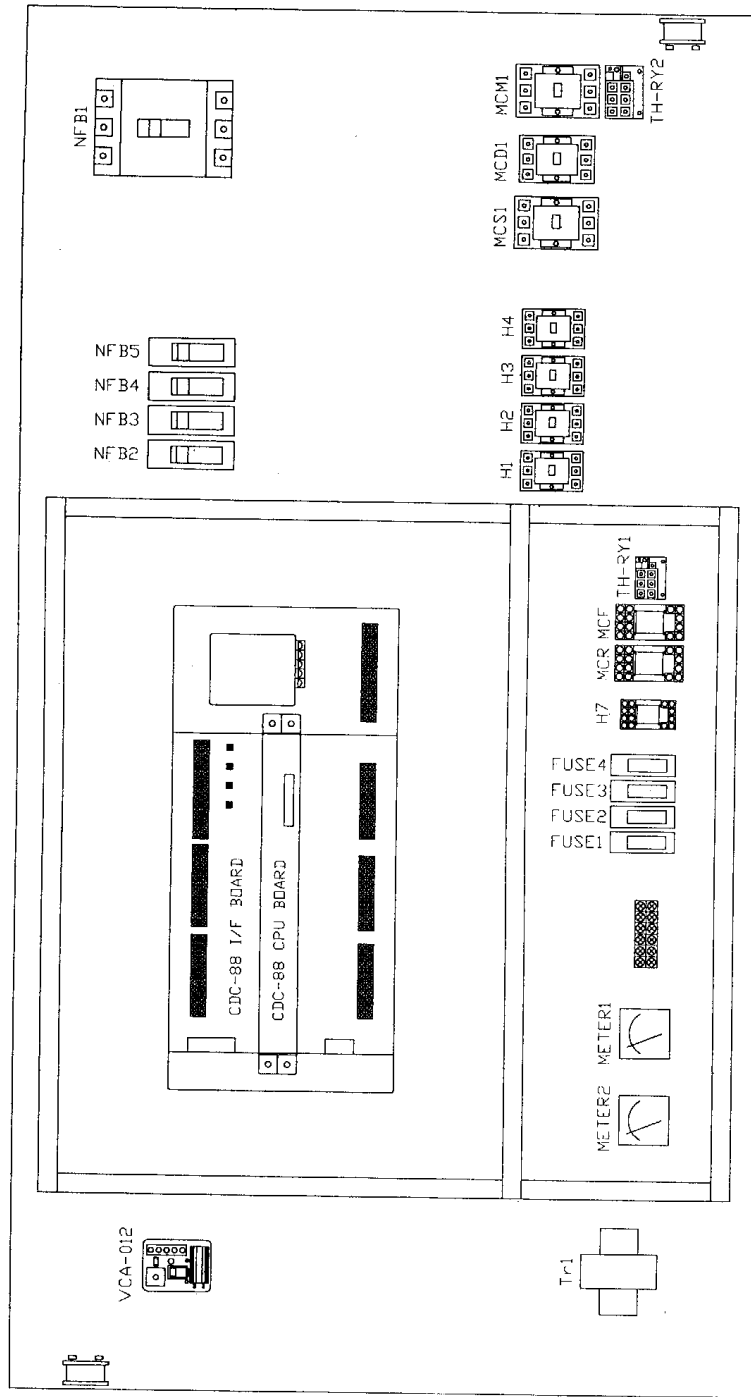 NFB1
NFB5
NFB4
NFB3
NFB2
MCM1
TH-RY2
MCD1
MCS1
H4
H3
H2
H1
CDC-88 I/F BOARD
CDC-88 CPU BOARD
TH-RY1
MCF
MCR
H7
FUSE4
FUSE3
FUSE2
FUSE1
METER1
METER2
VCA-012
Tr1